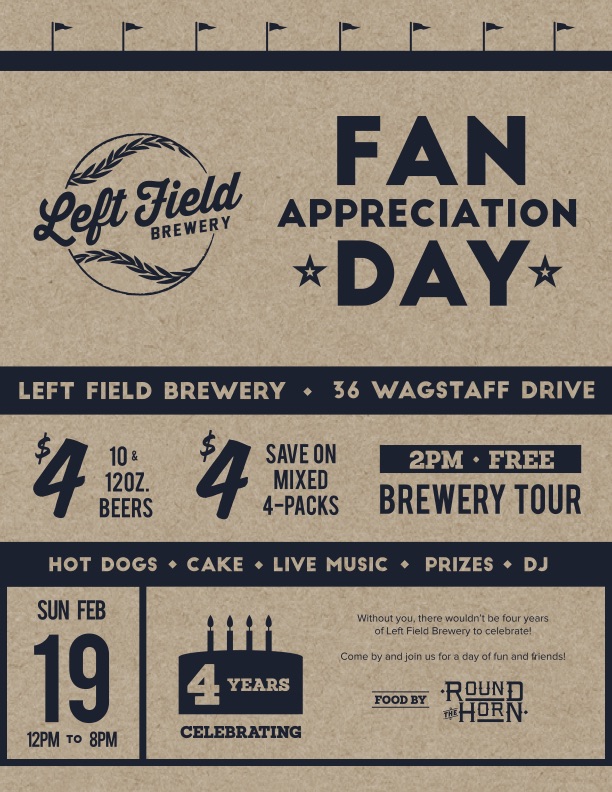 Left Field
BREWERY
FAN
APPRECIATION
DAY
LEFT FIELD BREWERY • 36 WAGSTAFF DRIVE
$4
10 &
12OZ.
BEERS
$4
SAVE ON
MIXED
4-PACKS
2PM • FREE
BREWERY TOUR
HOT DOGS • CAKE • LIVE MUSIC • PRIZES • DJ
SUN FEB
19
12PM TO 8PM
4 YEARS
CELEBRATING
Without you, there wouldn't be four years
of Left Field Brewery to celebrate!
Come by and join us for a day of fun and friends!
FOOD BY
ROUND
THE HORN